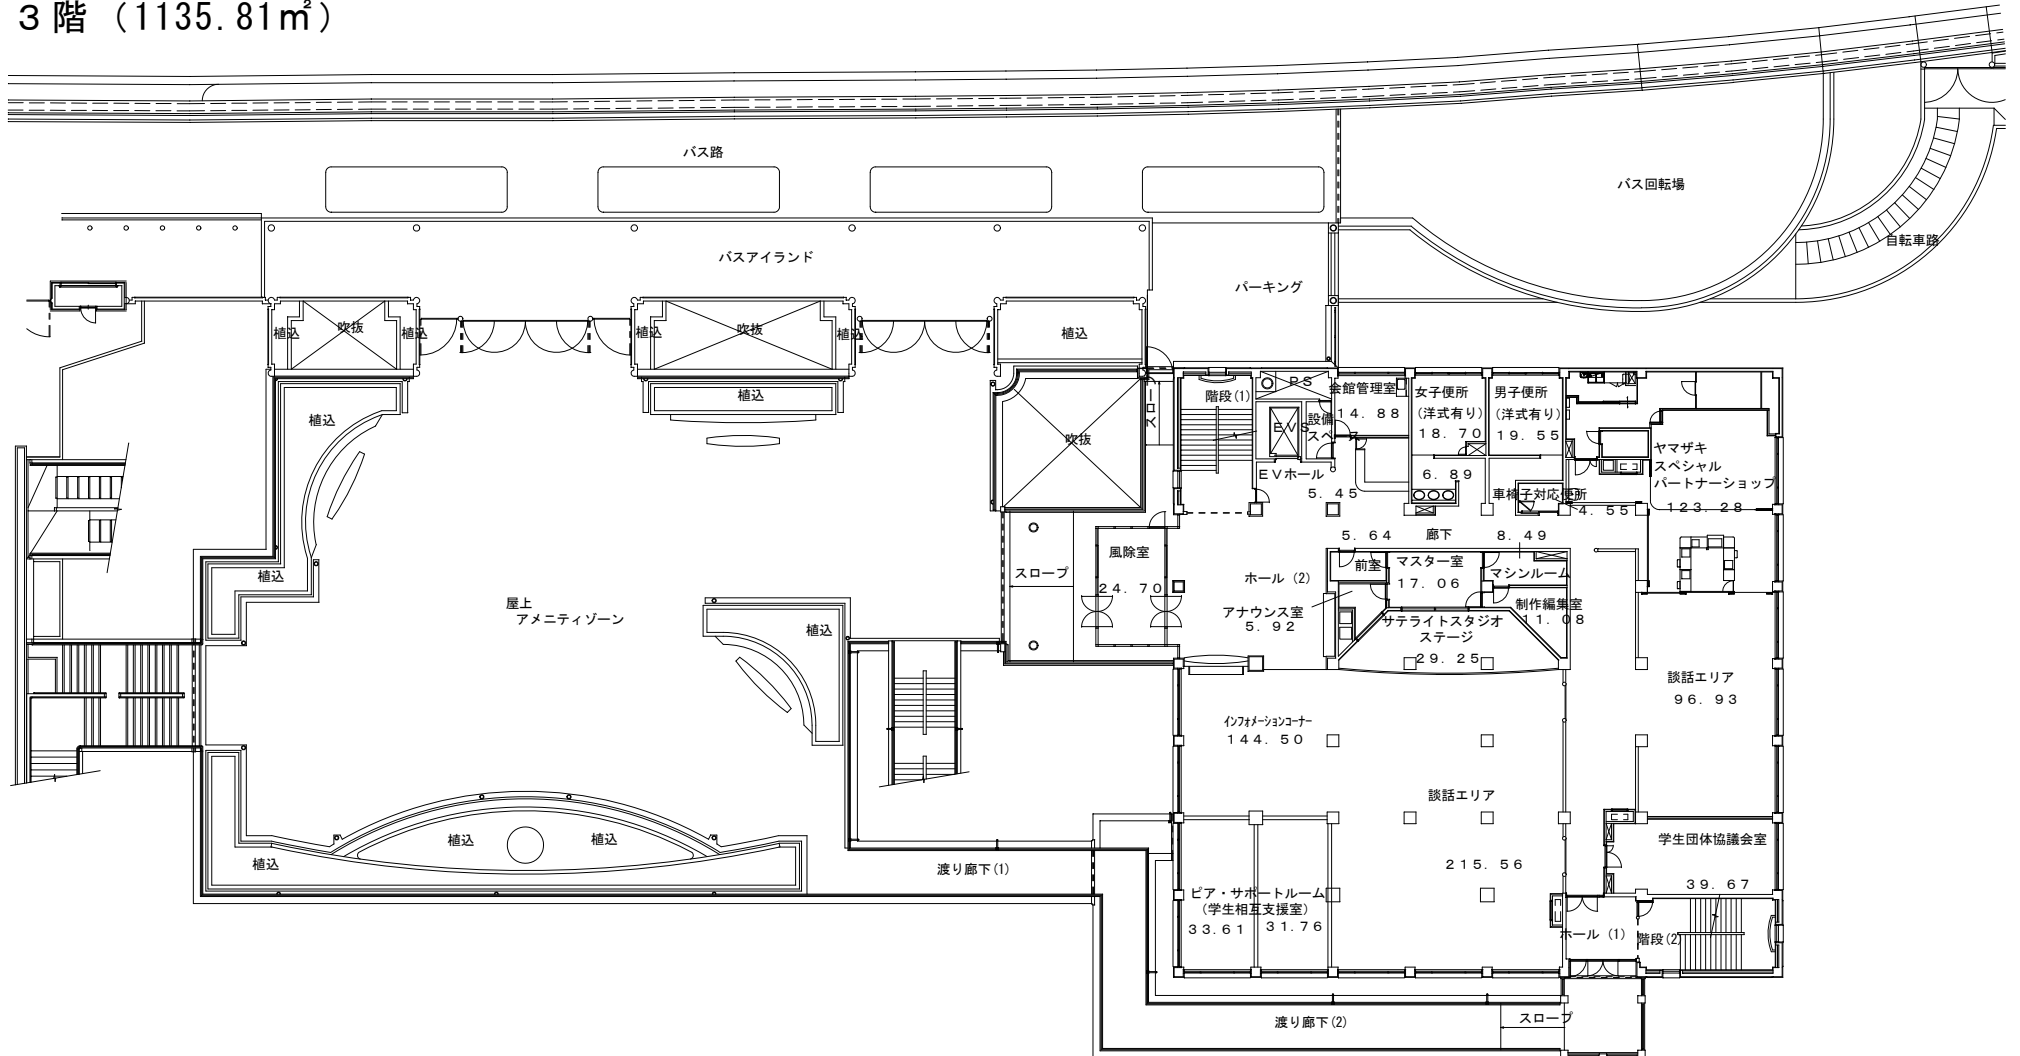 ３階（1135.81㎡）
バス路
バス回転場
自転車路
バスアイランド
パーキング
植込
吹抜
植込
植込
吹抜
植込
植込
植込
植込
吹抜
スロープ
階段(1)
ＰＳ
ＥＶＳ
設備
スペース
会館管理室
１４．８８
女子便所
(洋式有り)
１８．７０
男子便所
(洋式有り)
１９．５５
ヤマザキ
スペシャル
パートナーショップ
１２３．２８
ＥＶホール
５．４５
６．８９
車椅子対応便所
４．５５
５．６４
廊下
８．４９
植込
屋上
アメニティゾーン
スロープ
風除室
２４．７０
ホール（2）
前室
マスター室
１７．０６
マシンルーム
アナウンス室
５．９２
制作編集室
１１．０８
サテライトスタジオ
ステージ
２９．２５
植込
談話エリア
９６．９３
インフォメーションコーナー
１４４．５０
談話エリア
２１５．５６
植込
植込
植込
渡り廊下(1)
学生団体協議会室
３９．６７
ピア・サポートルーム
（学生相互支援室）
３３.６１
３１.７６
ホール（1）
階段(2)
渡り廊下(2)
スロープ